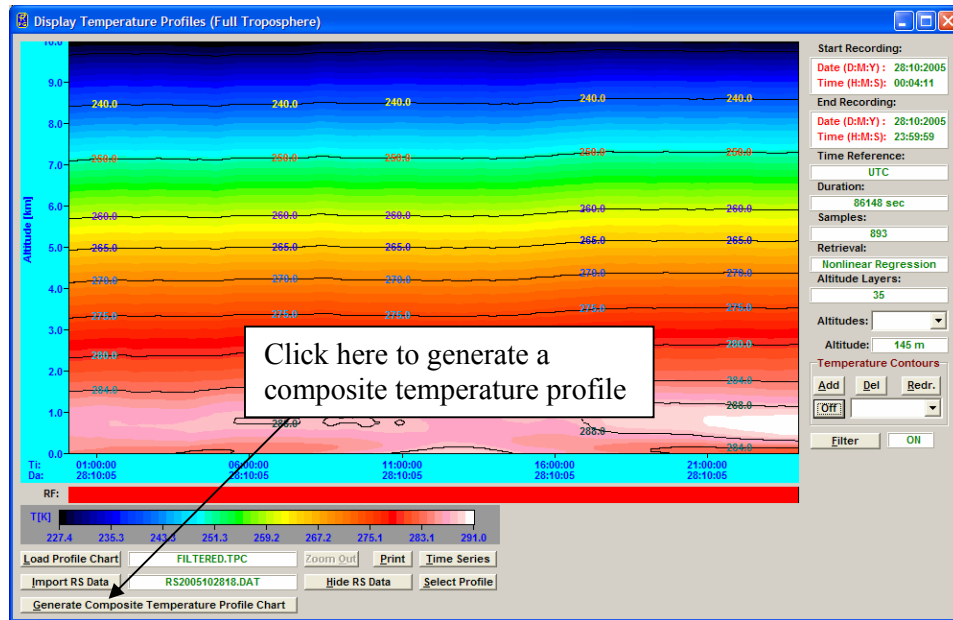 Display Temperature Profiles (Full Troposphere)
10.0
9.0
8.0
7.0
6.0
5.0
4.0
3.0
2.0
1.0
0.0
Altitude [km]
240.0 240.0 240.0 240.0 240.0
250.0 250.0 250.0 250.0 250.0
260.0 260.0 260.0 260.0 260.0
265.0 265.0 265.0 265.0 265.0
270.0 270.0 270.0 270.0 270.0
275.0 275.0 275.0 275.0 275.0
280.0 280.0
284.0 284.0
288.0 288.0 288.0
284.0
Click here to generate a
composite temperature profile
Ti: 01:00:00 06:00:00 11:00:00 16:00:00 21:00:00
Da: 28:10:05 28:10:05 28:10:05 28:10:05 28:10:05
RF:
T[K]
227.4 235.3 243.3 251.3 259.2 267.2 275.1 283.1 291.0
Load Profile Chart FILTERED.TPC Zoom Out Print Time Series
Import RS Data RS2005102818.DAT Hide RS Data Select Profile
Generate Composite Temperature Profile Chart
Start Recording:
Date (D:M:Y) : 28:10:2005
Time (H:M:S): 00:04:11
End Recording:
Date (D:M:Y) : 28:10:2005
Time (H:M:S): 23:59:59
Time Reference:
UTC
Duration:
86148 sec
Samples:
893
Retrieval:
Nonlinear Regression
Altitude Layers:
35
Altitudes:
Altitude: 145 m
Temperature Contours
Add Del Redr.
Off
Filter ON